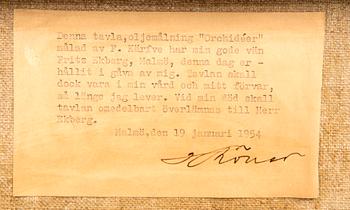 Denna tavla,oljemålning "Orchidéer"
målad av F. Kärfve har min gode vän
Fritz Ekberg, Malmö, denna dag er -
hållit i gåva av mig. Tavlan skall
dock vara i min vård och mitt förvar,
så länge jag lever. Vid min död skall
tavlan omedelbart överlämnas till Herr
Ekberg.
Malmö,den 19 januari 1954